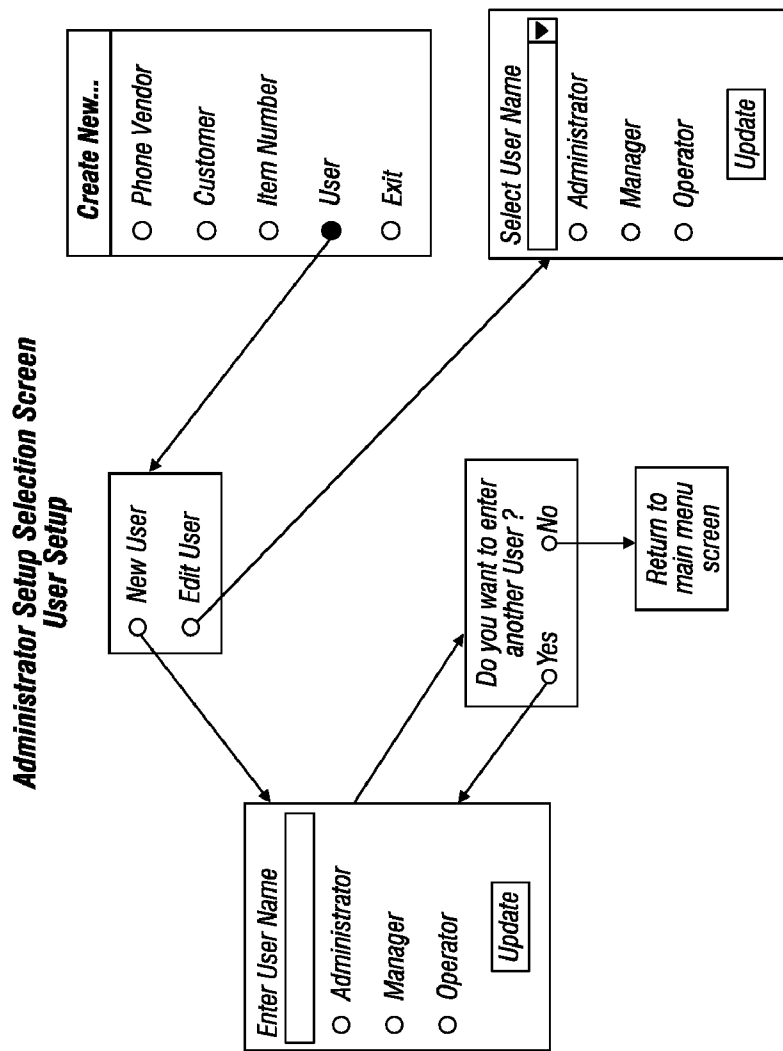 Administrator Setup Selection Screen
User Setup
Enter User Name
Administrator
Manager
Operator
Update
New User
Edit User
Do you want to enter
another User ?
Yes
No
Return to
main menu
screen
Create New...
Phone Vendor
Customer
Item Number
User
Exit
Select User Name
Administrator
Manager
Operator
Update